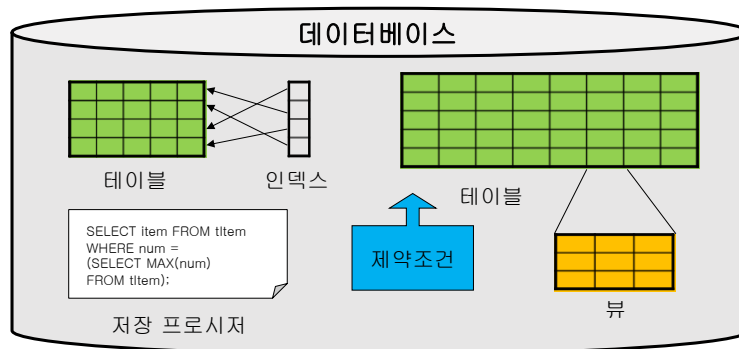 데이터베이스
테이블
인덱스
테이블
SELECT item FROM tItem
WHERE num =
(SELECT MAX(num)
FROM tItem);
제약조건
저장 프로시저
뷰